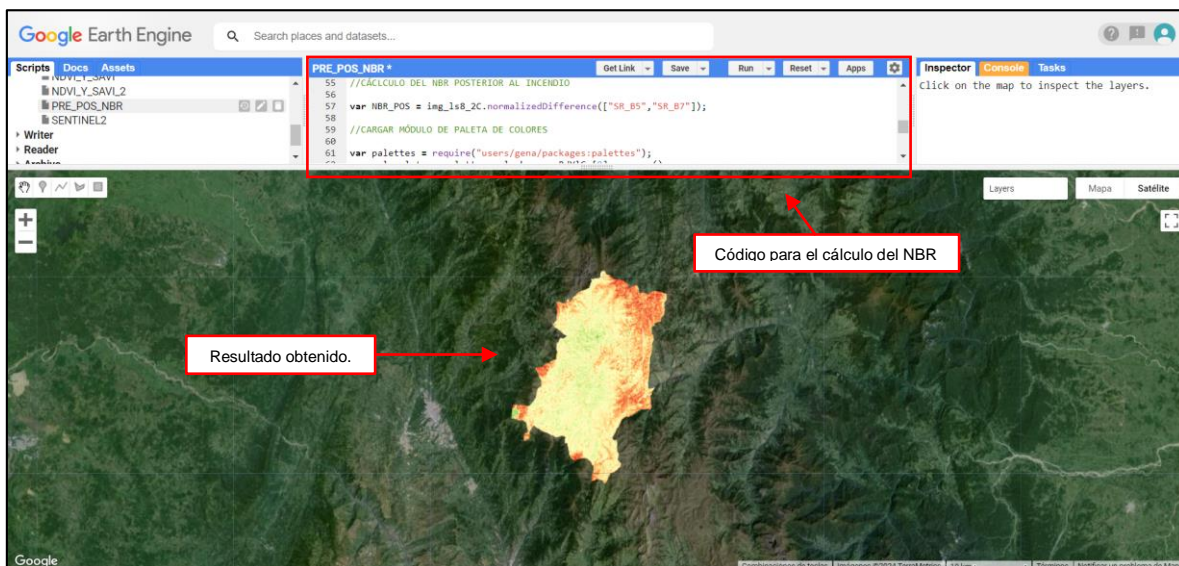 Google Earth Engine
Search places and datasets...
Scripts Docs Assets
NDVI_Y_SAVI
NDVI_Y_SAVI_2
PRE_POS_NBR
SENTINEL2
Writer
Reader
PRE_POS_NBR *
Get Link Save Run Reset Apps
55 //CÁCLCULO DEL NBR POSTERIOR AL INCENDIO
56
57 var NBR_POS = img_ls8_2C.normalizedDifference(["SR_B5","SR_B7"]);
58
59 //CARGAR MÓDULO DE PALETA DE COLORES
60
61 var palettes = require("users/gena/packages:palettes");
Inspector Console Tasks
Click on the map to inspect the layers.
Layers Mapa Satélite
Código para el cálculo del NBR
Resultado obtenido.
Google